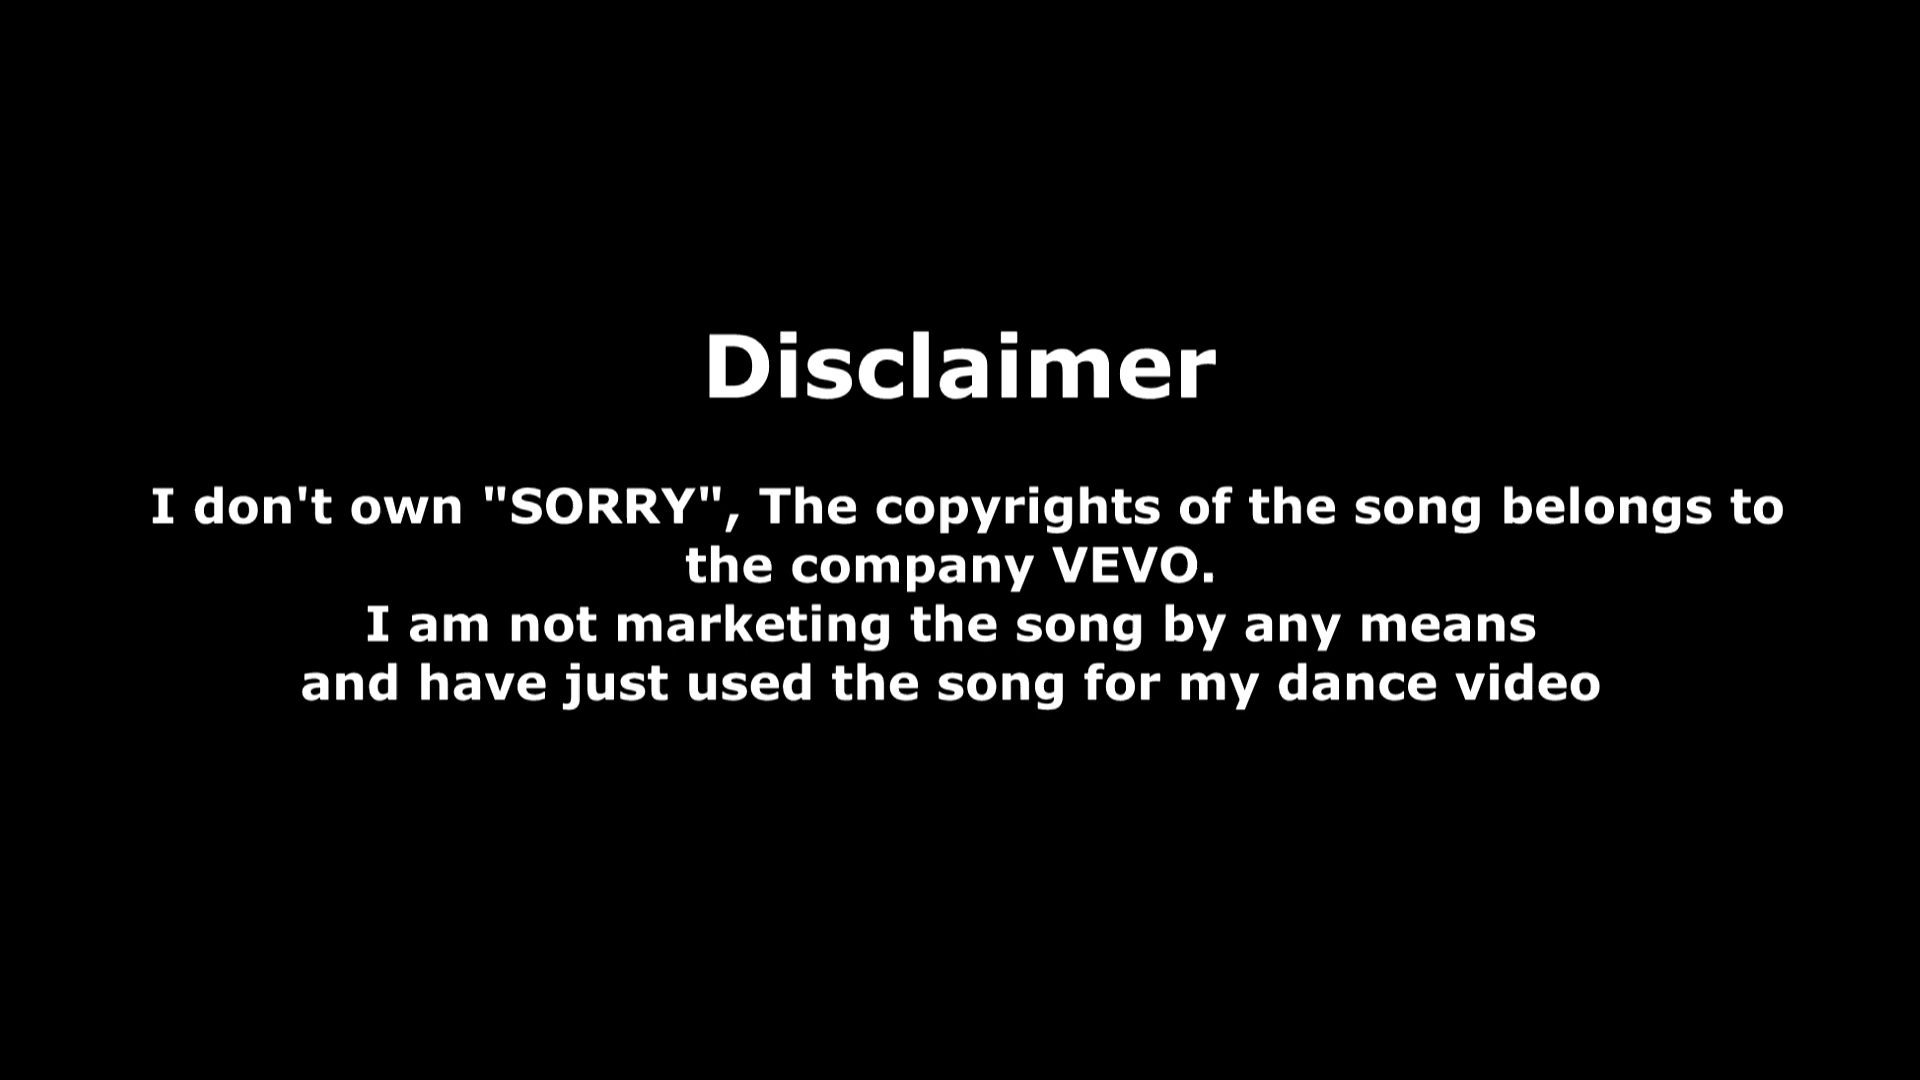 Disclaimer
I don't own "SORRY", The copyrights of the song belongs to
the company VEVO.
I am not marketing the song by any means
and have just used the song for my dance video